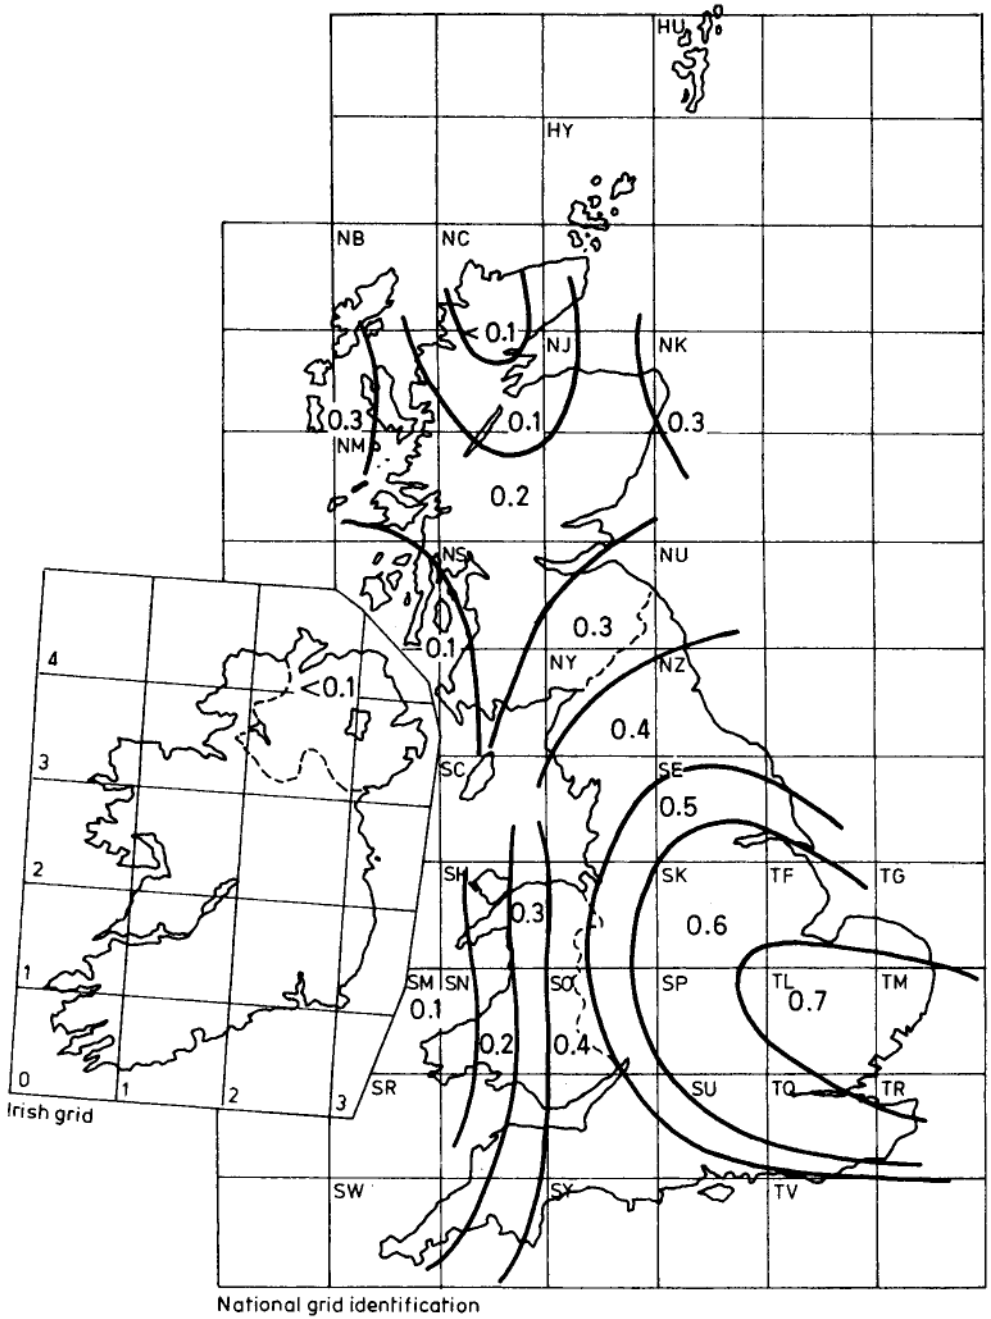 HU
HY
NB NC
< 0.1
NJ NK
0.3 0.1 0.3
NM
0.2
NS NU
0.3
0.1
NY NZ
4
<0.1
0.4
3
SC SE
0.5
2
SH SK TF TG
0.3
0.6
1
SM SN SO SP TL TM
0.1 0.7
0.2 0.4
0 1 2 3
SR SU TQ TR
Irish grid
SW SY TV
National grid identification